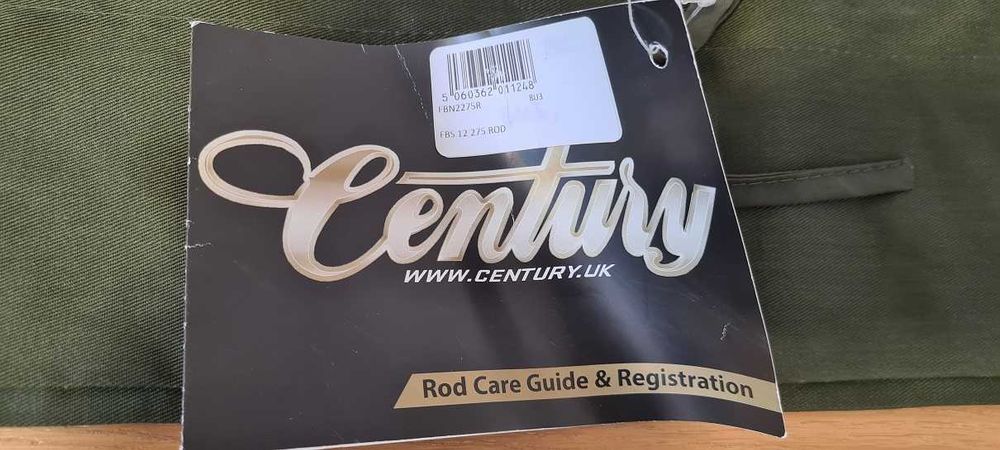 5 060362 011248
FBN2275R 8U3
FBS 12 275 ROD
Century
WWW.CENTURY.UK
Rod Care Guide & Registration